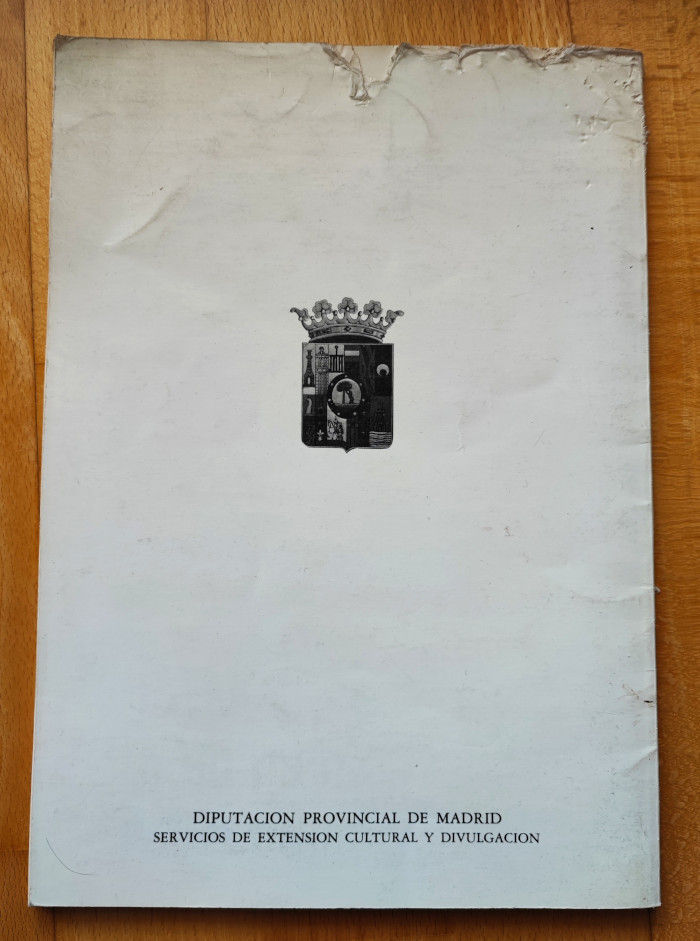 DIPUTACION PROVINCIAL DE MADRID
SERVICIOS DE EXTENSION CULTURAL Y DIVULGACION